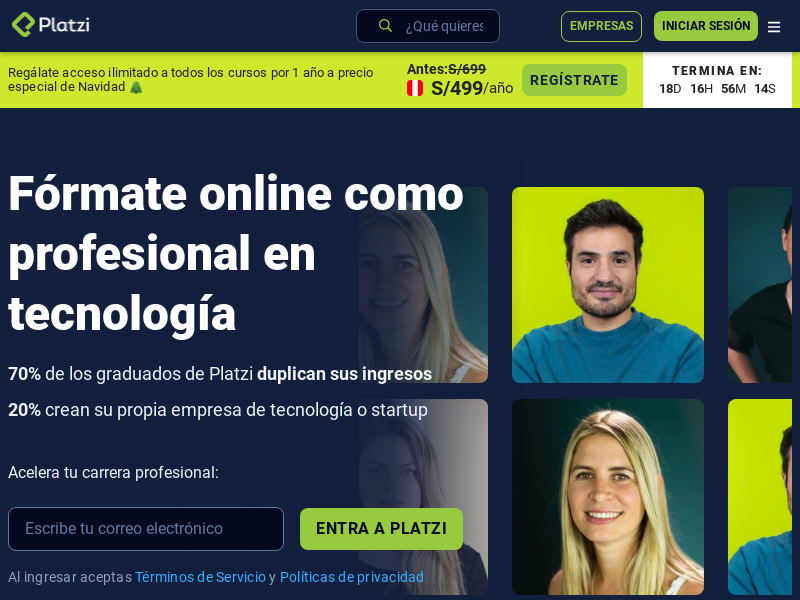 Platzi
¿Qué quieres
EMPRESAS
INICIAR SESIÓN
Regálate acceso ilimitado a todos los cursos por 1 año a precio
especial de Navidad 🎄
Antes:S/699
S/499/año
REGÍSTRATE
TERMINA EN:
18D 16H 56M 14S
Fórmate online como
profesional en
tecnología
70% de los graduados de Platzi duplican sus ingresos
20% crean su propia empresa de tecnología o startup
Acelera tu carrera profesional:
Escribe tu correo electrónico
ENTRA A PLATZI
Al ingresar aceptas Términos de Servicio y Políticas de privacidad